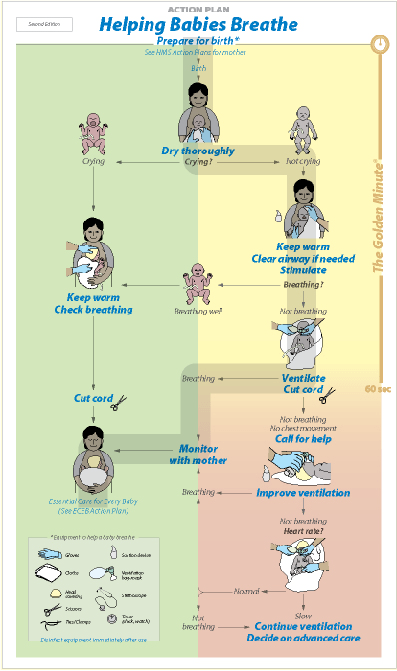 ACTION PLAN
Second Edition
Helping Babies Breathe
Prepare for birth*
See HMS Action Plans for mother
Birth
Dry thoroughly
Crying
Crying?
Not crying
The Golden Minute®
Keep warm
Clear airway if needed
Stimulate
Breathing?
Keep warm
Check breathing
Breathing well
Not breathing
Breathing
Ventilate
Cut cord
60 sec
Cut cord
Not breathing
No chest movement
Call for help
Monitor
with mother
Essential Care for Every Baby
(See ECEB Action Plan)
Breathing
Improve ventilation
Not breathing
Heart rate?
*Equipment to help a baby breathe
Gloves
Suction device
Cloths
Ventilation
bag-mask
Head
covering
Scissors
Stethoscope
Ties/Clamps
Timer
(clock, watch)
Disinfect equipment immediately after use
Normal
Not
breathing
Slow
Continue ventilation
Decide on advanced care